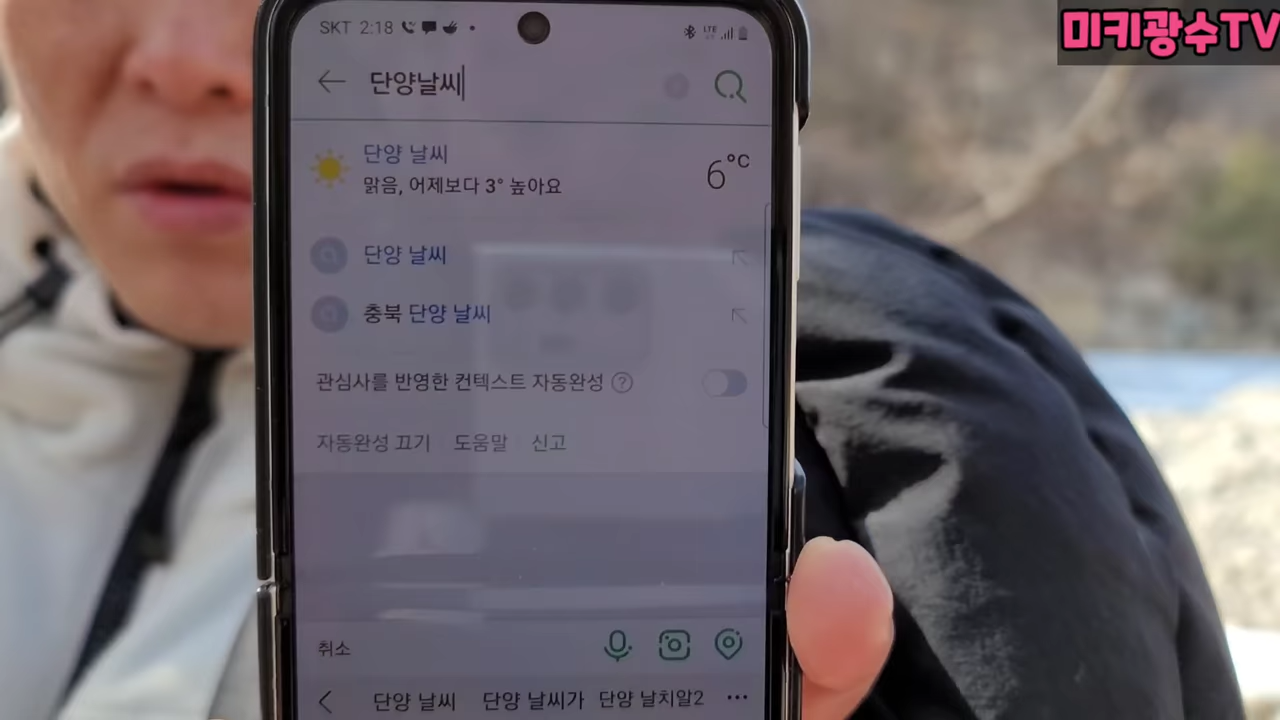 미키광수TV
SKT 2:18
LTE
단양날씨
단양 날씨
맑음, 어제보다 3° 높아요
6°C
단양 날씨
충북 단양 날씨
관심사를 반영한 컨텍스트 자동완성 ?
자동완성 끄기 도움말 신고
취소
단양 날씨 단양 날씨가 단양 날치알2 ···